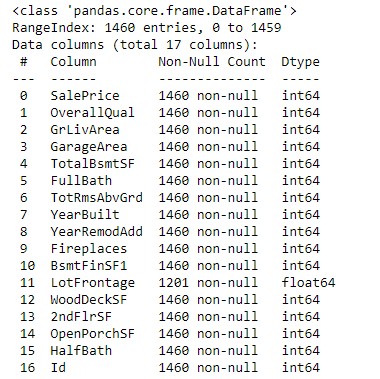 <class 'pandas.core.frame.DataFrame'>
RangeIndex: 1460 entries, 0 to 1459
Data columns (total 17 columns):
 #   Column        Non-Null Count  Dtype
---  ------        --------------  -----
 0   SalePrice     1460 non-null   int64
 1   OverallQual   1460 non-null   int64
 2   GrLivArea     1460 non-null   int64
 3   GarageArea    1460 non-null   int64
 4   TotalBsmtSF   1460 non-null   int64
 5   FullBath      1460 non-null   int64
 6   TotRmsAbvGrd  1460 non-null   int64
 7   YearBuilt     1460 non-null   int64
 8   YearRemodAdd  1460 non-null   int64
 9   Fireplaces    1460 non-null   int64
 10  BsmtFinSF1    1460 non-null   int64
 11  LotFrontage   1201 non-null   float64
 12  WoodDeckSF    1460 non-null   int64
 13  2ndFlrSF      1460 non-null   int64
 14  OpenPorchSF   1460 non-null   int64
 15  HalfBath      1460 non-null   int64
 16  Id            1460 non-null   int64